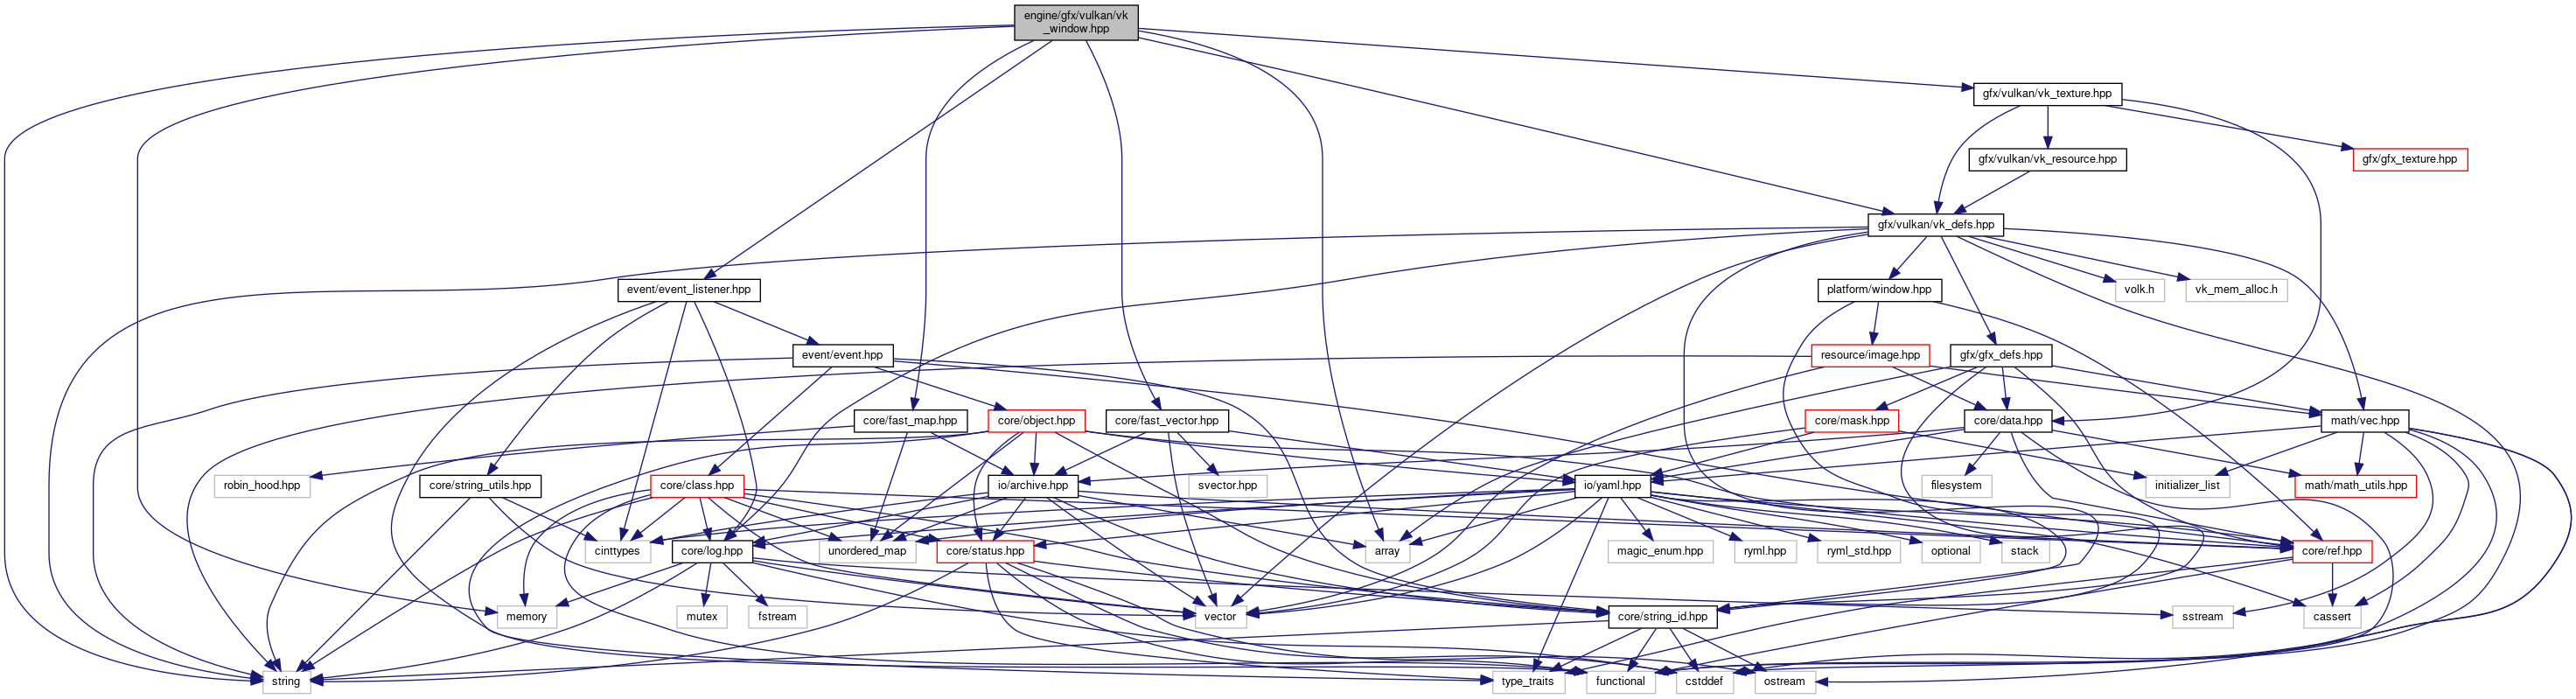 engine/gfx/vulkan/vk
_window.hpp
gfx/vulkan/vk_texture.hpp
gfx/vulkan/vk_resource.hpp
gfx/gfx_texture.hpp
gfx/vulkan/vk_defs.hpp
event/event_listener.hpp
platform/window.hpp
volk.h
vk_mem_alloc.h
event/event.hpp
resource/image.hpp
gfx/gfx_defs.hpp
core/fast_map.hpp
core/object.hpp
core/fast_vector.hpp
core/mask.hpp
core/data.hpp
math/vec.hpp
robin_hood.hpp
core/string_utils.hpp
core/class.hpp
io/archive.hpp
svector.hpp
io/yaml.hpp
filesystem
initializer_list
math/math_utils.hpp
cinttypes
core/log.hpp
unordered_map
core/status.hpp
array
magic_enum.hpp
ryml.hpp
ryml_std.hpp
optional
stack
core/ref.hpp
memory
mutex
fstream
vector
core/string_id.hpp
sstream
cassert
string
type_traits
functional
cstddef
ostream